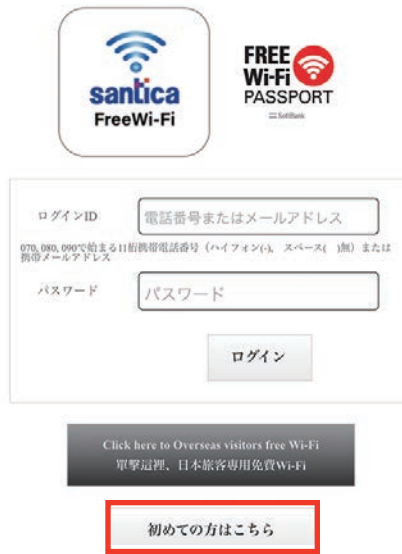 santica
FreeWi-Fi
FREE
Wi-Fi
PASSPORT
SoftBank
ログインID
電話番号またはメールアドレス
070, 080, 090で始まる11桁携帯電話番号（ハイフォン(-)、スペース( )無）または
携帯メールアドレス
パスワード
パスワード
ログイン
Click here to Overseas visitors free Wi-Fi
單擊這裡、日本旅客専用免費Wi-Fi
初めての方はこちら